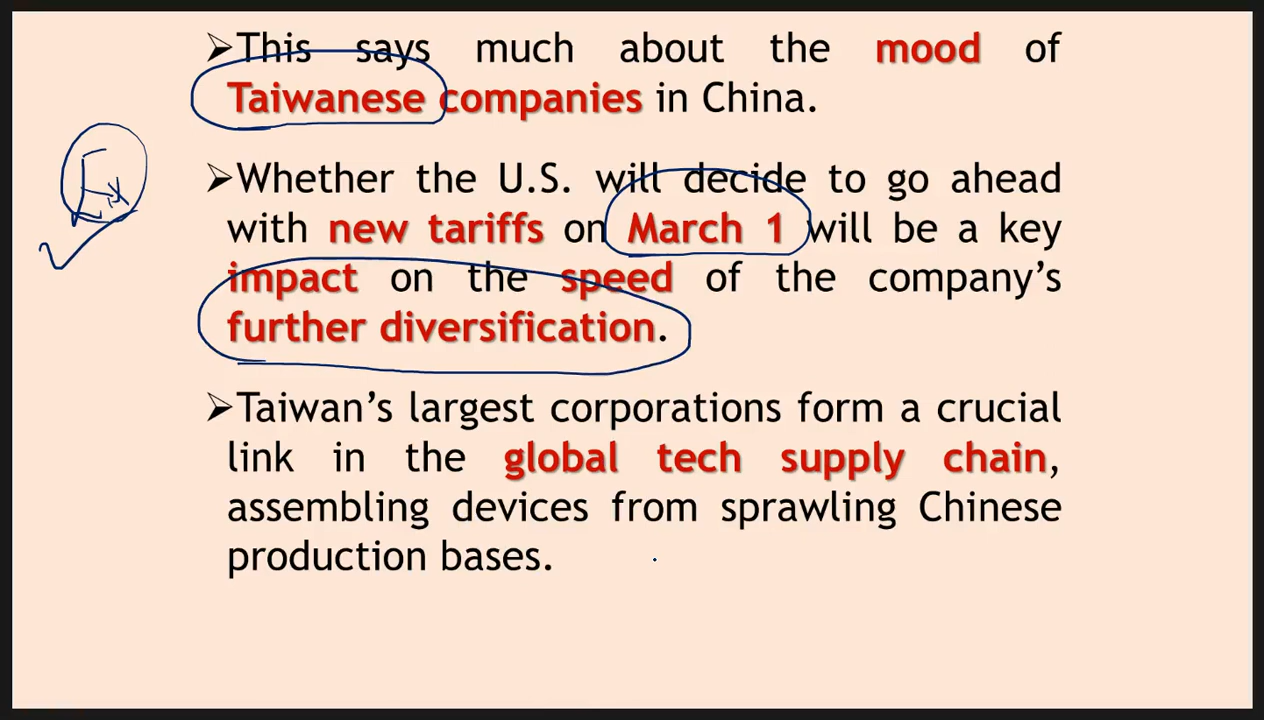 ➢This says much about the mood of
Taiwanese companies in China.
➢Whether the U.S. will decide to go ahead
with new tariffs on March 1 will be a key
impact on the speed of the company’s
further diversification.
➢Taiwan’s largest corporations form a crucial
link in the global tech supply chain,
assembling devices from sprawling Chinese
production bases.